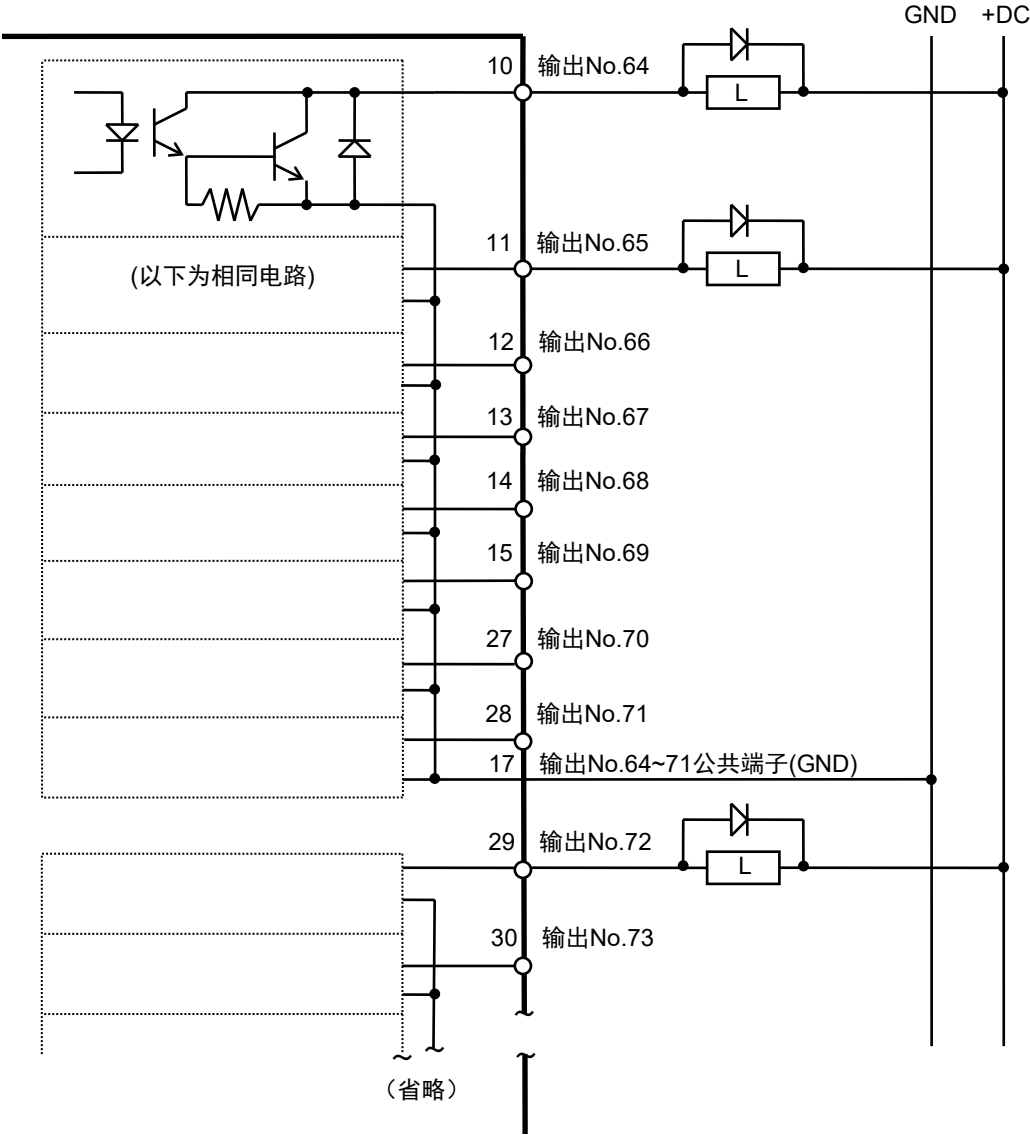 GND +DC
10 输出No.64
L
11 输出No.65
L
(以下为相同电路)
12 输出No.66
13 输出No.67
14 输出No.68
15 输出No.69
27 输出No.70
28 输出No.71
17 输出No.64~71公共端子(GND)
29 输出No.72
L
30 输出No.73
（省略）